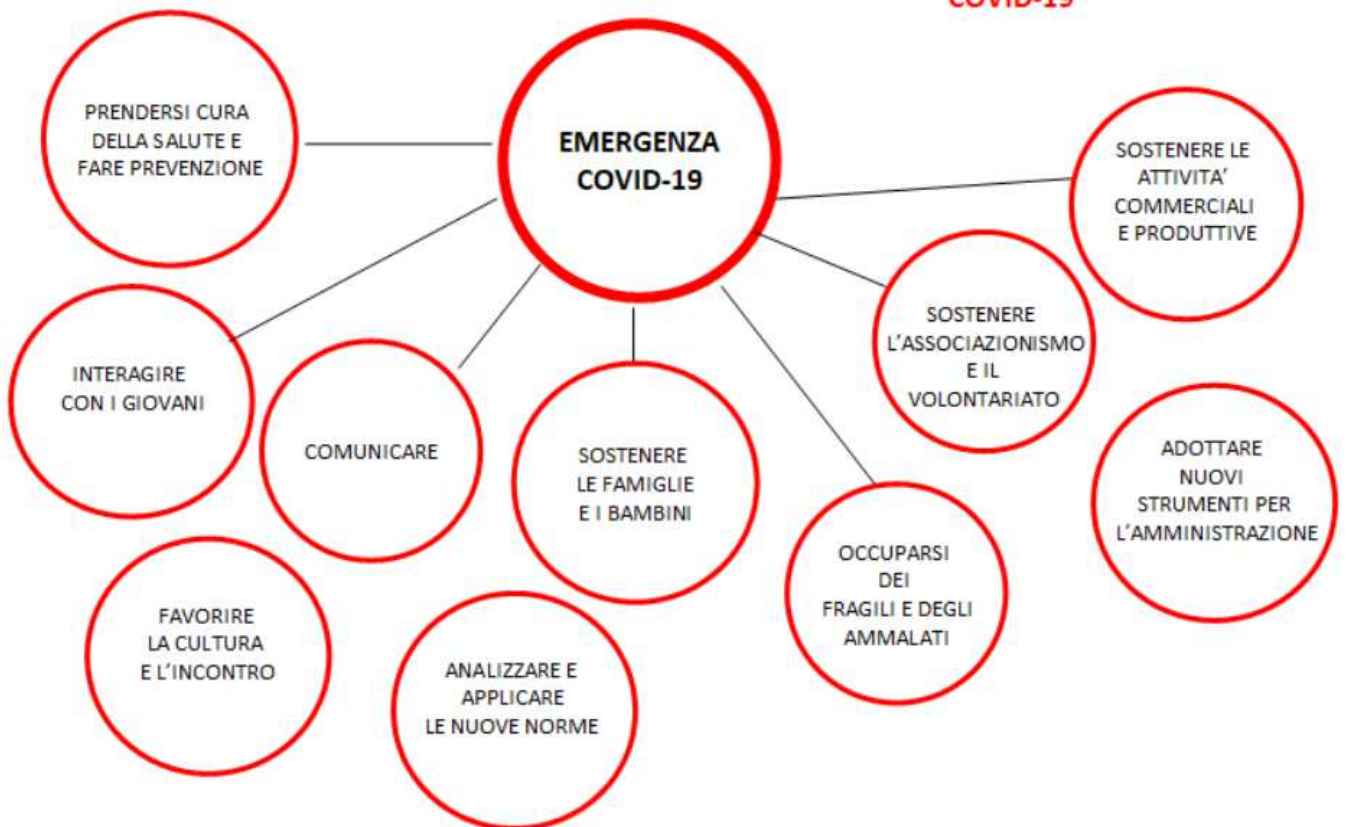 COVID-19
EMERGENZA
COVID-19
PRENDERSI CURA
DELLA SALUTE E
FARE PREVENZIONE
SOSTENERE LE
ATTIVITA’
COMMERCIALI
E PRODUTTIVE
SOSTENERE
L’ASSOCIAZIONISMO
E IL
VOLONTARIATO
INTERAGIRE
CON I GIOVANI
COMUNICARE
SOSTENERE
LE FAMIGLIE
E I BAMBINI
ADOTTARE
NUOVI
STRUMENTI PER
L’AMMINISTRAZIONE
OCCUPARSI
DEI
FRAGILI E DEGLI
AMMALATI
FAVORIRE
LA CULTURA
E L’INCONTRO
ANALIZZARE E
APPLICARE
LE NUOVE NORME